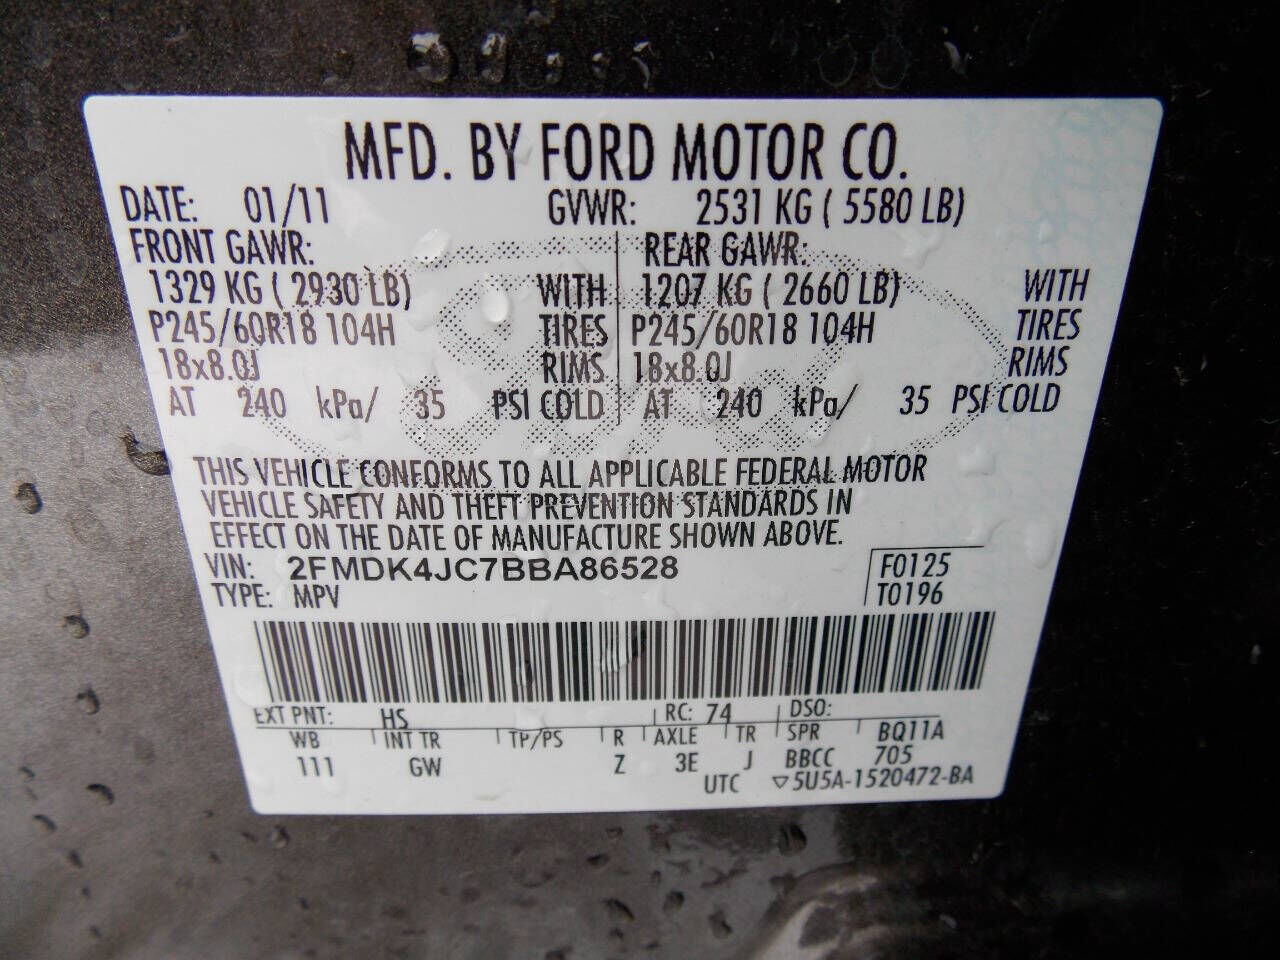 MFD. BY FORD MOTOR CO.
DATE: 01/11 GVWR: 2531 KG ( 5580 LB)
FRONT GAWR: REAR GAWR:
1329 KG ( 2930 LB) WITH 1207 KG ( 2660 LB) WITH
P245/60R18 104H TIRES P245/60R18 104H TIRES
18x8.0J RIMS 18x8.0J RIMS
AT 240 kPa/ 35 PSI COLD AT 240 kPa/ 35 PSI COLD
THIS VEHICLE CONFORMS TO ALL APPLICABLE FEDERAL MOTOR
VEHICLE SAFETY AND THEFT PREVENTION STANDARDS IN
EFFECT ON THE DATE OF MANUFACTURE SHOWN ABOVE.
VIN: 2FMDK4JC7BBA86528 F0125
TYPE: MPV T0196
EXT PNT: HS RC: 74 DSO:
WB INT TR TP/PS R AXLE TR SPR BQ11A
111 GW Z 3E J BBCC 705
UTC ▽5U5A-1520472-BA